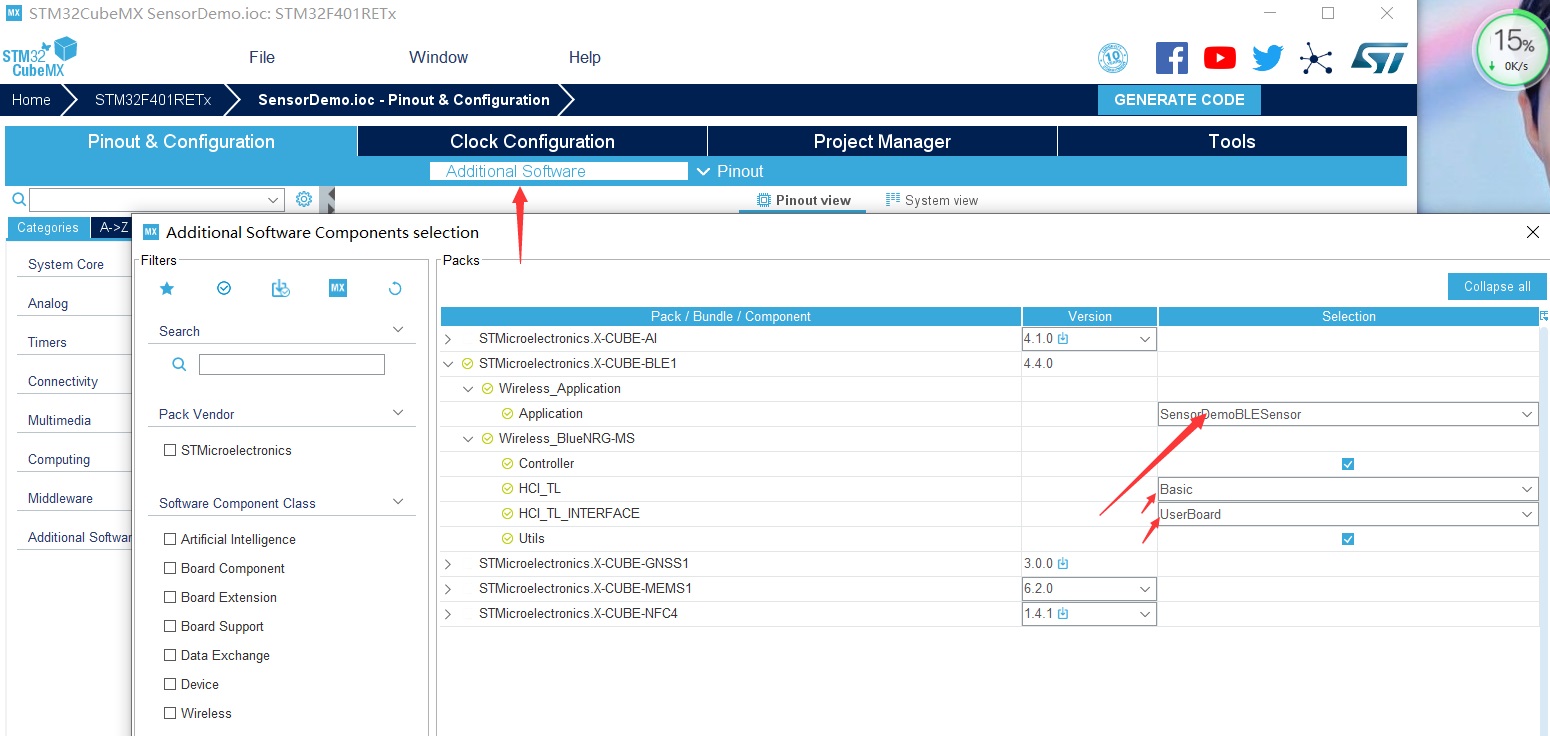 MX STM32CubeMX SensorDemo.ioc: STM32F401RETx
STM32 CubeMX
File Window Help
10
15%
0K/s
Home STM32F401RETx SensorDemo.ioc - Pinout & Configuration GENERATE CODE
Pinout & Configuration Clock Configuration Project Manager Tools
Additional Software Pinout
Pinout view System view
Categories A->Z
System Core
Analog
Timers
Connectivity
Multimedia
Computing
Middleware
Additional Softwar
MX Additional Software Components selection
Filters
MX
Search
Pack Vendor
STMicroelectronics
Software Component Class
Artificial Intelligence
Board Component
Board Extension
Board Support
Data Exchange
Device
Wireless
Packs
Collapse all
Pack / Bundle / Component Version Selection
STMicroelectronics.X-CUBE-AI 4.1.0
STMicroelectronics.X-CUBE-BLE1 4.4.0
Wireless_Application
Application SensorDemoBLESensor
Wireless_BlueNRG-MS
Controller
HCI_TL Basic
HCI_TL_INTERFACE UserBoard
Utils
STMicroelectronics.X-CUBE-GNSS1 3.0.0
STMicroelectronics.X-CUBE-MEMS1 6.2.0
STMicroelectronics.X-CUBE-NFC4 1.4.1